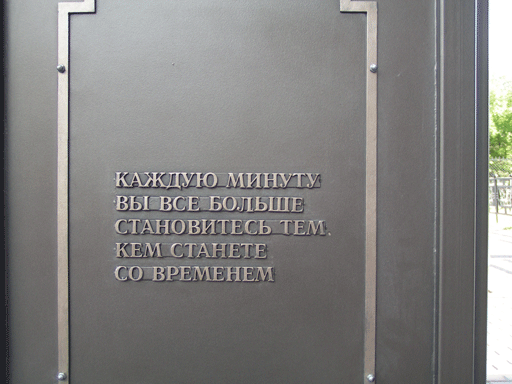 КАЖДУЮ МИНУТУ
ВЫ ВСЕ БОЛЬШЕ
СТАНОВИТЕСЬ ТЕМ,
КЕМ СТАНЕТЕ
СО ВРЕМЕНЕМ